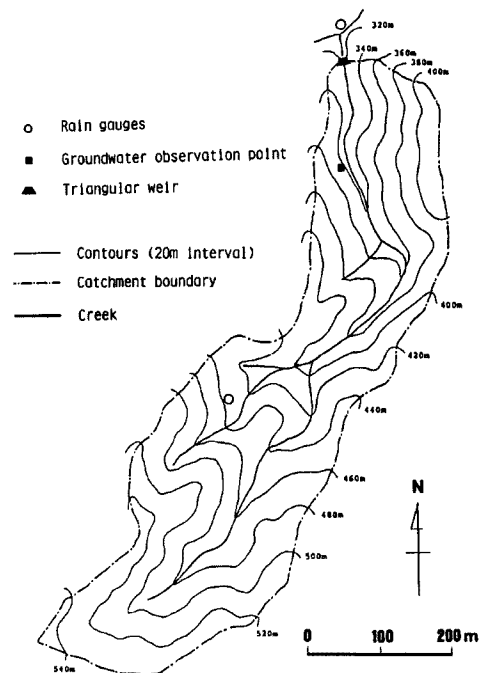 320m
340m
360m
380m
400m
Rain gauges
Groundwater observation point
Triangular weir
Contours (20m interval)
Catchment boundary
Creek
400m
420m
440m
460m
480m
500m
520m
540m
N
0 100 200 m